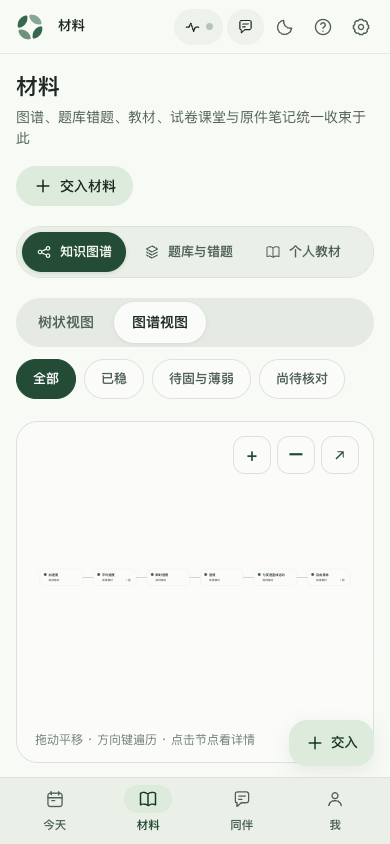 材料
材料
图谱、题库错题、教材、试卷课堂与原件笔记统一收束于
此
交入材料
知识图谱
题库与错题
个人教材
树状视图
图谱视图
全部
已稳
待固与薄弱
尚待核对
拖动平移 · 方向键遍历 · 点击节点看详情
交入
今天
材料
同伴
我